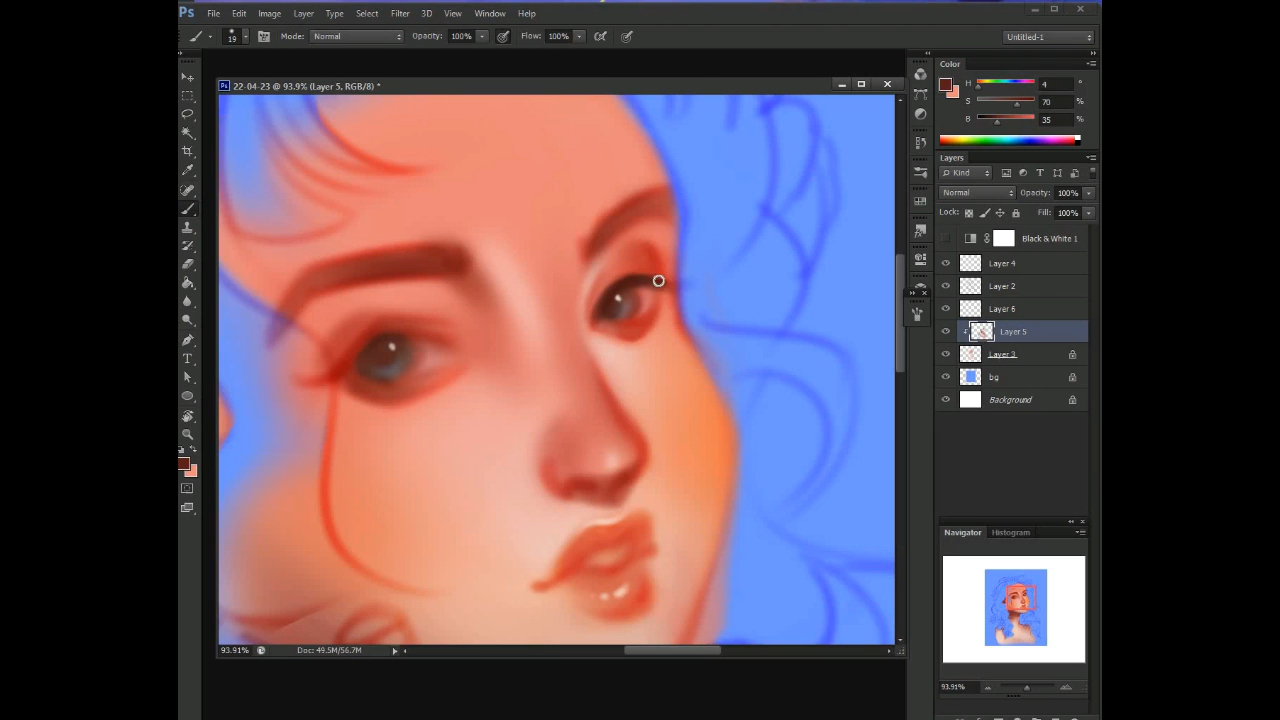 Ps File Edit Image Layer Type Select Filter 3D View Window Help
19 Mode: Normal Opacity: 100% Flow: 100% Untitled-1
Ps 22-04-23 @ 93.9% (Layer 5, RGB/8) *
Color
H 4 °
S 70 %
B 35 %
Layers
Kind
Normal Opacity: 100%
Lock: Fill: 100%
Black & White 1
Layer 4
Layer 2
Layer 6
Layer 5
Layer 3
bg
Background
Navigator Histogram
93.91% Doc: 49.5M/56.7M
93.91%